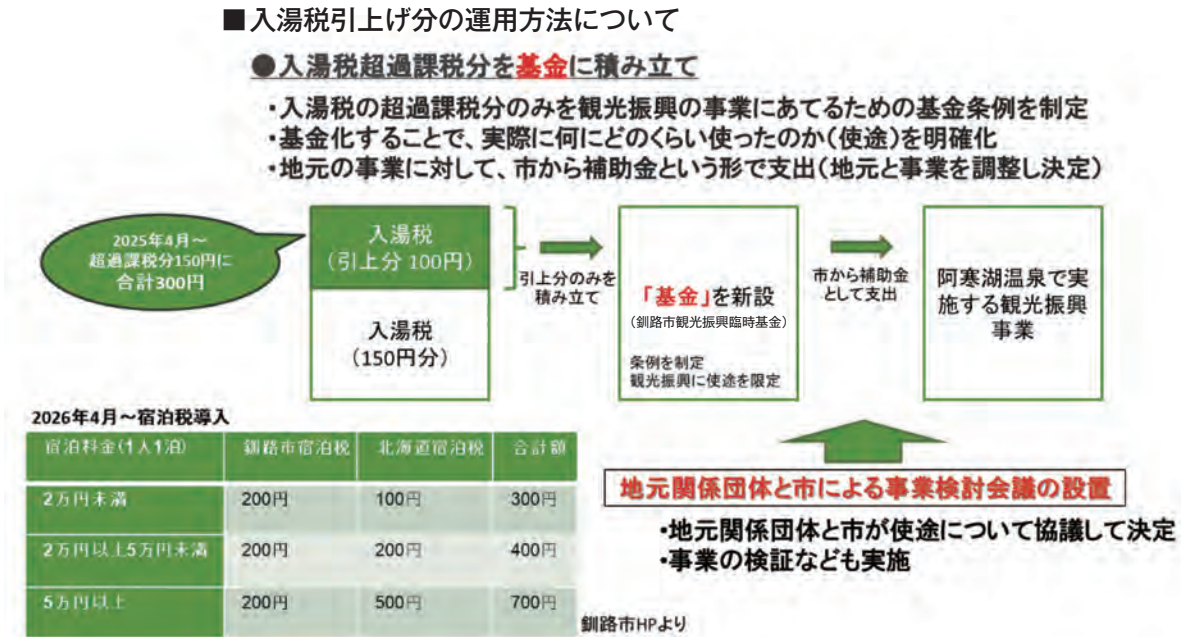 ■入湯税引上げ分の運用方法について
●入湯税超過課税分を基金に積み立て
・入湯税の超過課税分のみを観光振興の事業にあてるための基金条例を制定
・基金化することで、実際に何にどのくらい使ったのか（使途）を明確化
・地元の事業に対して、市から補助金という形で支出（地元と事業を調整し決定）
2025年4月～
超過課税分150円に
合計300円
入湯税
（引上分 100円）
入湯税
（150円分）
引上分のみを
積み立て
「基金」を新設
（釧路市観光振興臨時基金）
条例を制定
観光振興に使途を限定
市から補助金
として支出
阿寒湖温泉で実
施する観光振興
事業
2026年4月～宿泊税導入
宿泊料金(1人1泊) 釧路市宿泊税 北海道宿泊税 合計額
2万円未満 200円 100円 300円
2万円以上5万円未満 200円 200円 400円
5万円以上 200円 500円 700円
釧路市HPより
地元関係団体と市による事業検討会議の設置
・地元関係団体と市が使途について協議して決定
・事業の検証なども実施